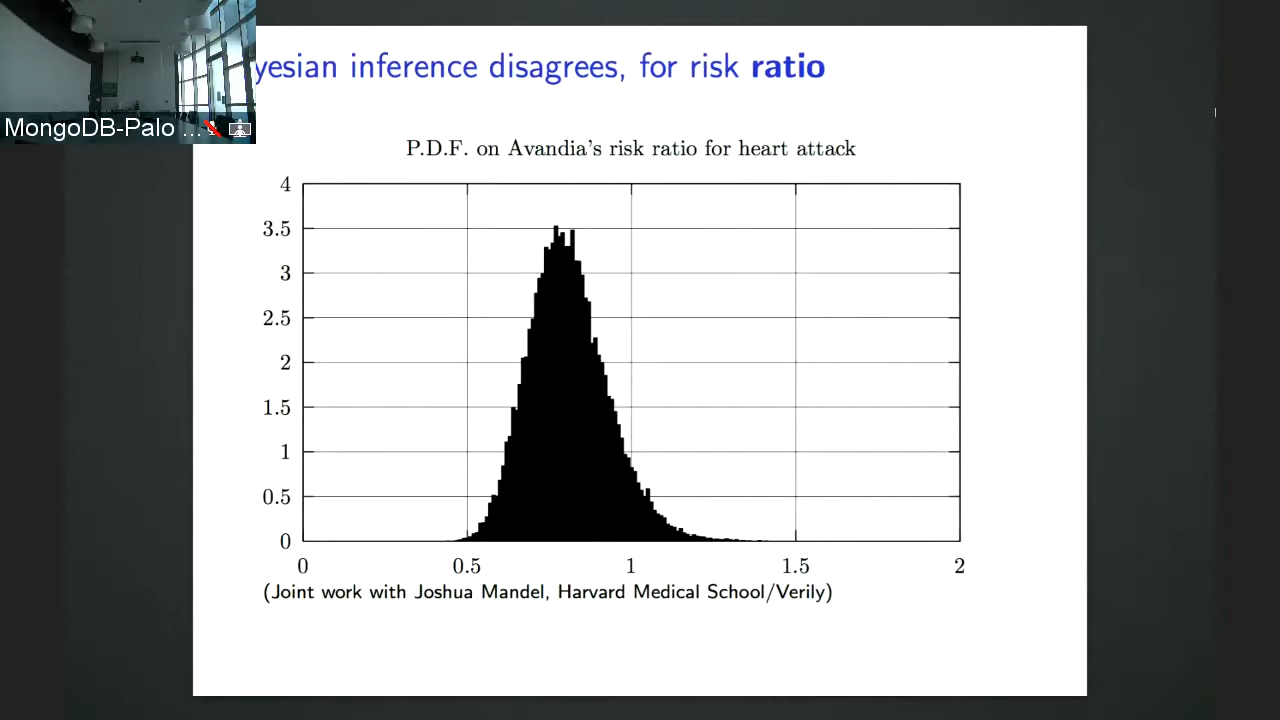 yesian inference disagrees, for risk ratio
MongoDB-Palo ...
P.D.F. on Avandia's risk ratio for heart attack
4
3.5
3
2.5
2
1.5
1
0.5
0
0 0.5 1 1.5 2
(Joint work with Joshua Mandel, Harvard Medical School/Verily)